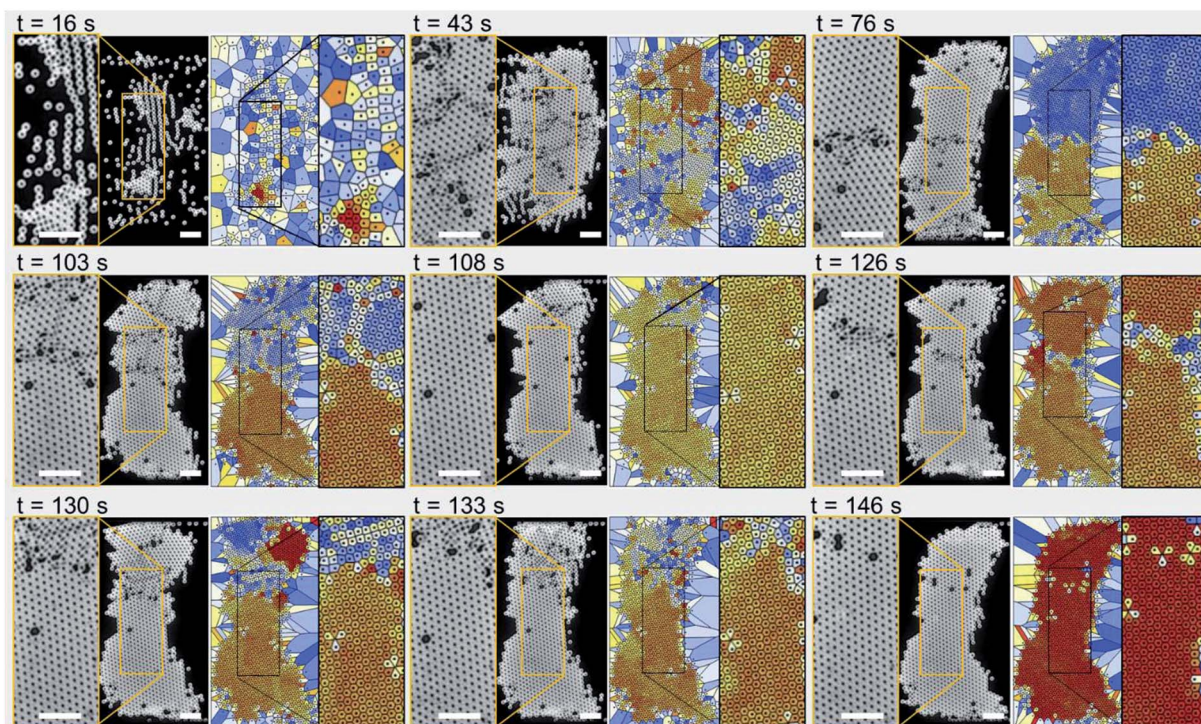 t = 16 s
t = 43 s
t = 76 s
t = 103 s
t = 108 s
t = 126 s
t = 130 s
t = 133 s
t = 146 s